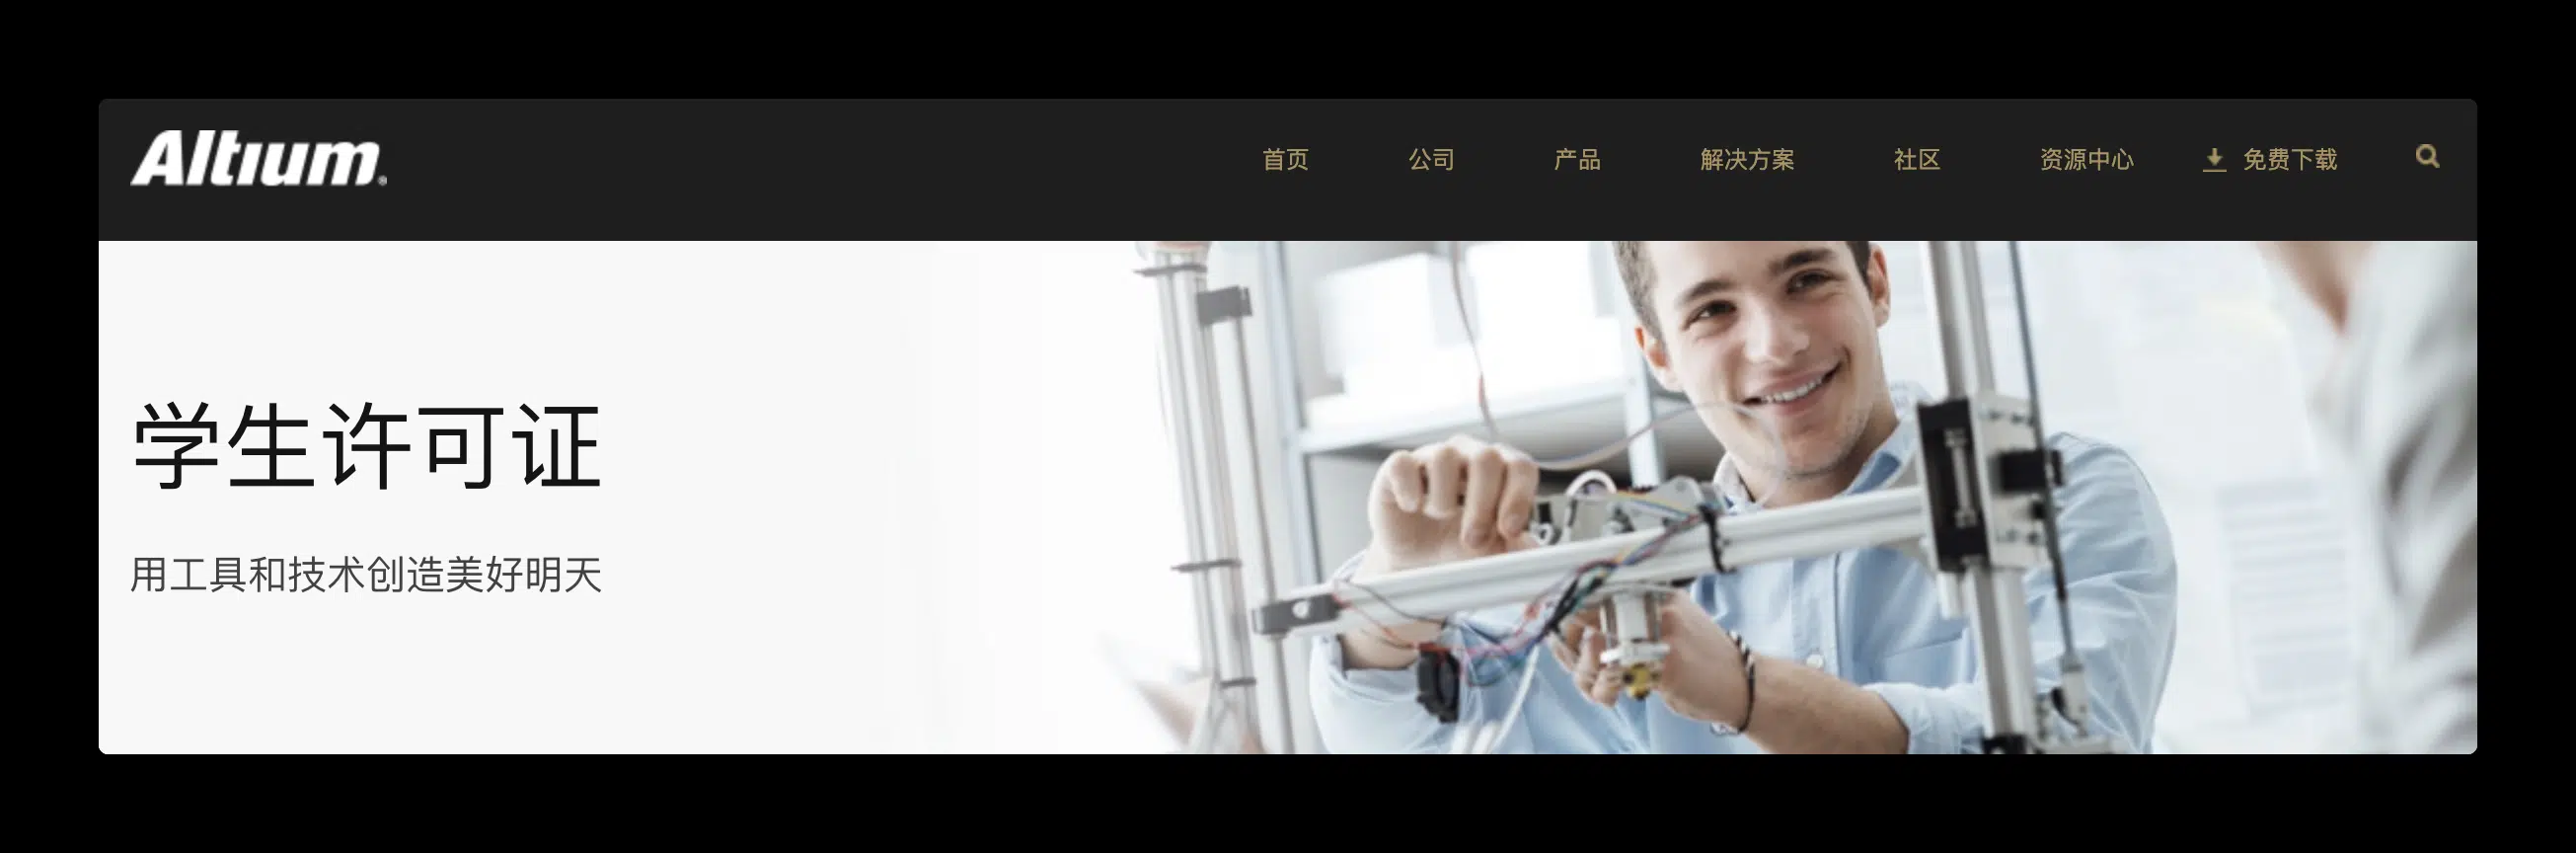 Altium
首页 公司 产品 解决方案 社区 资源中心 免费下载
学生许可证
用工具和技术创造美好明天